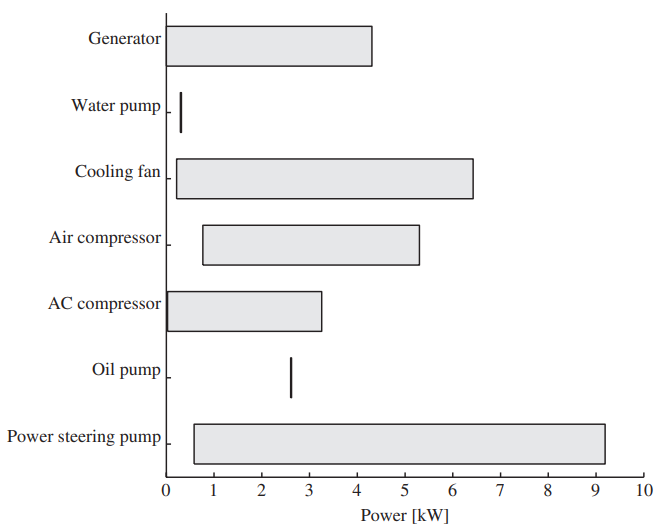 Generator
Water pump
Cooling fan
Air compressor
AC compressor
Oil pump
Power steering pump
0 1 2 3 4 5 6 7 8 9 10
Power [kW]